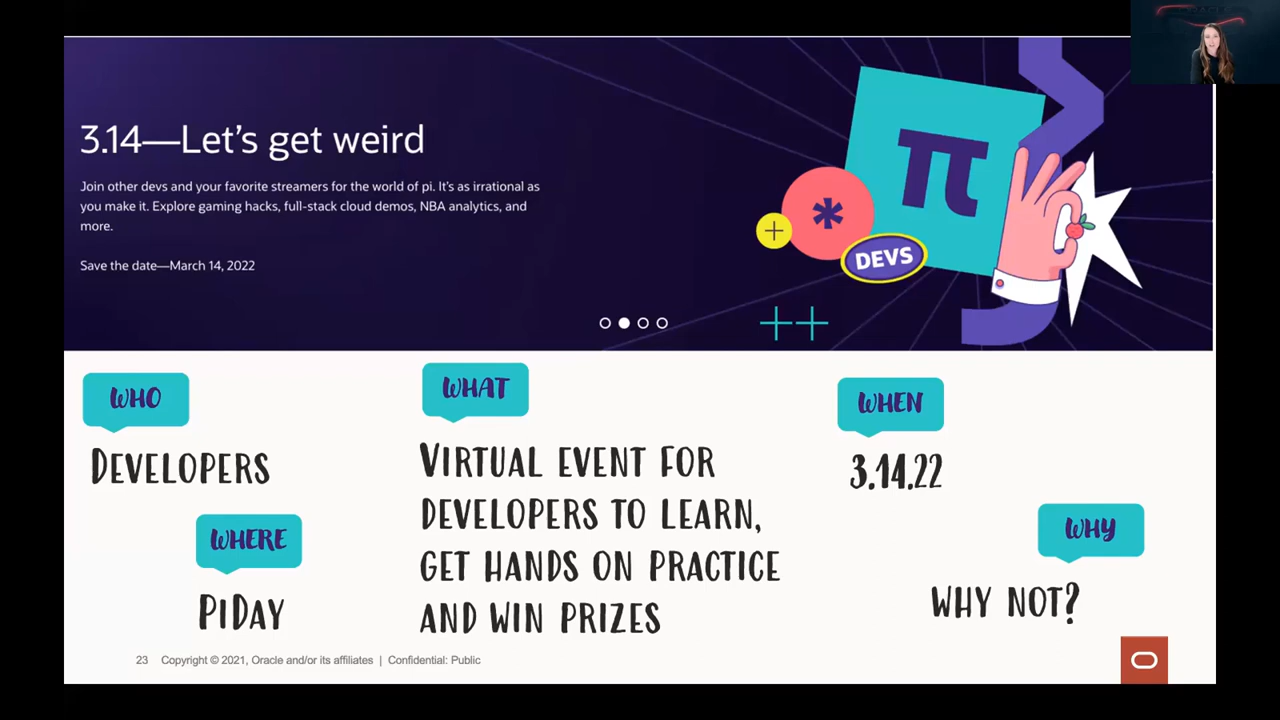 3.14—Let's get weird
Join other devs and your favorite streamers for the world of pi. It's as irrational as
you make it. Explore gaming hacks, full-stack cloud demos, NBA analytics, and
more.
Save the date—March 14, 2022
π
*
+
DEVS
++
WHO
DEVELOPERS
WHERE
PIDAY
WHAT
VIRTUAL EVENT FOR
DEVELOPERS TO LEARN,
GET HANDS ON PRACTICE
AND WIN PRIZES
WHEN
3.14.22
WHY
WHY NOT?
23 Copyright © 2021, Oracle and/or its affiliates | Confidential: Public